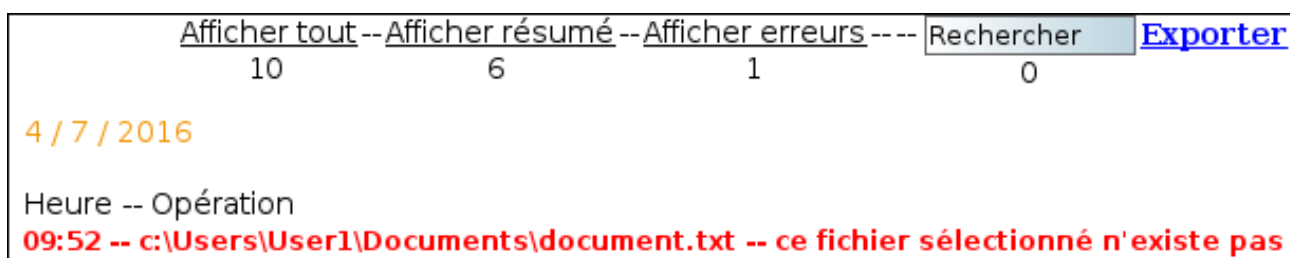 Afficher tout -- Afficher résumé -- Afficher erreurs ---- Rechercher Exporter
10 6 1 0
4 / 7 / 2016
Heure -- Opération
09:52 -- c:\Users\User1\Documents\document.txt -- ce fichier sélectionné n'existe pas